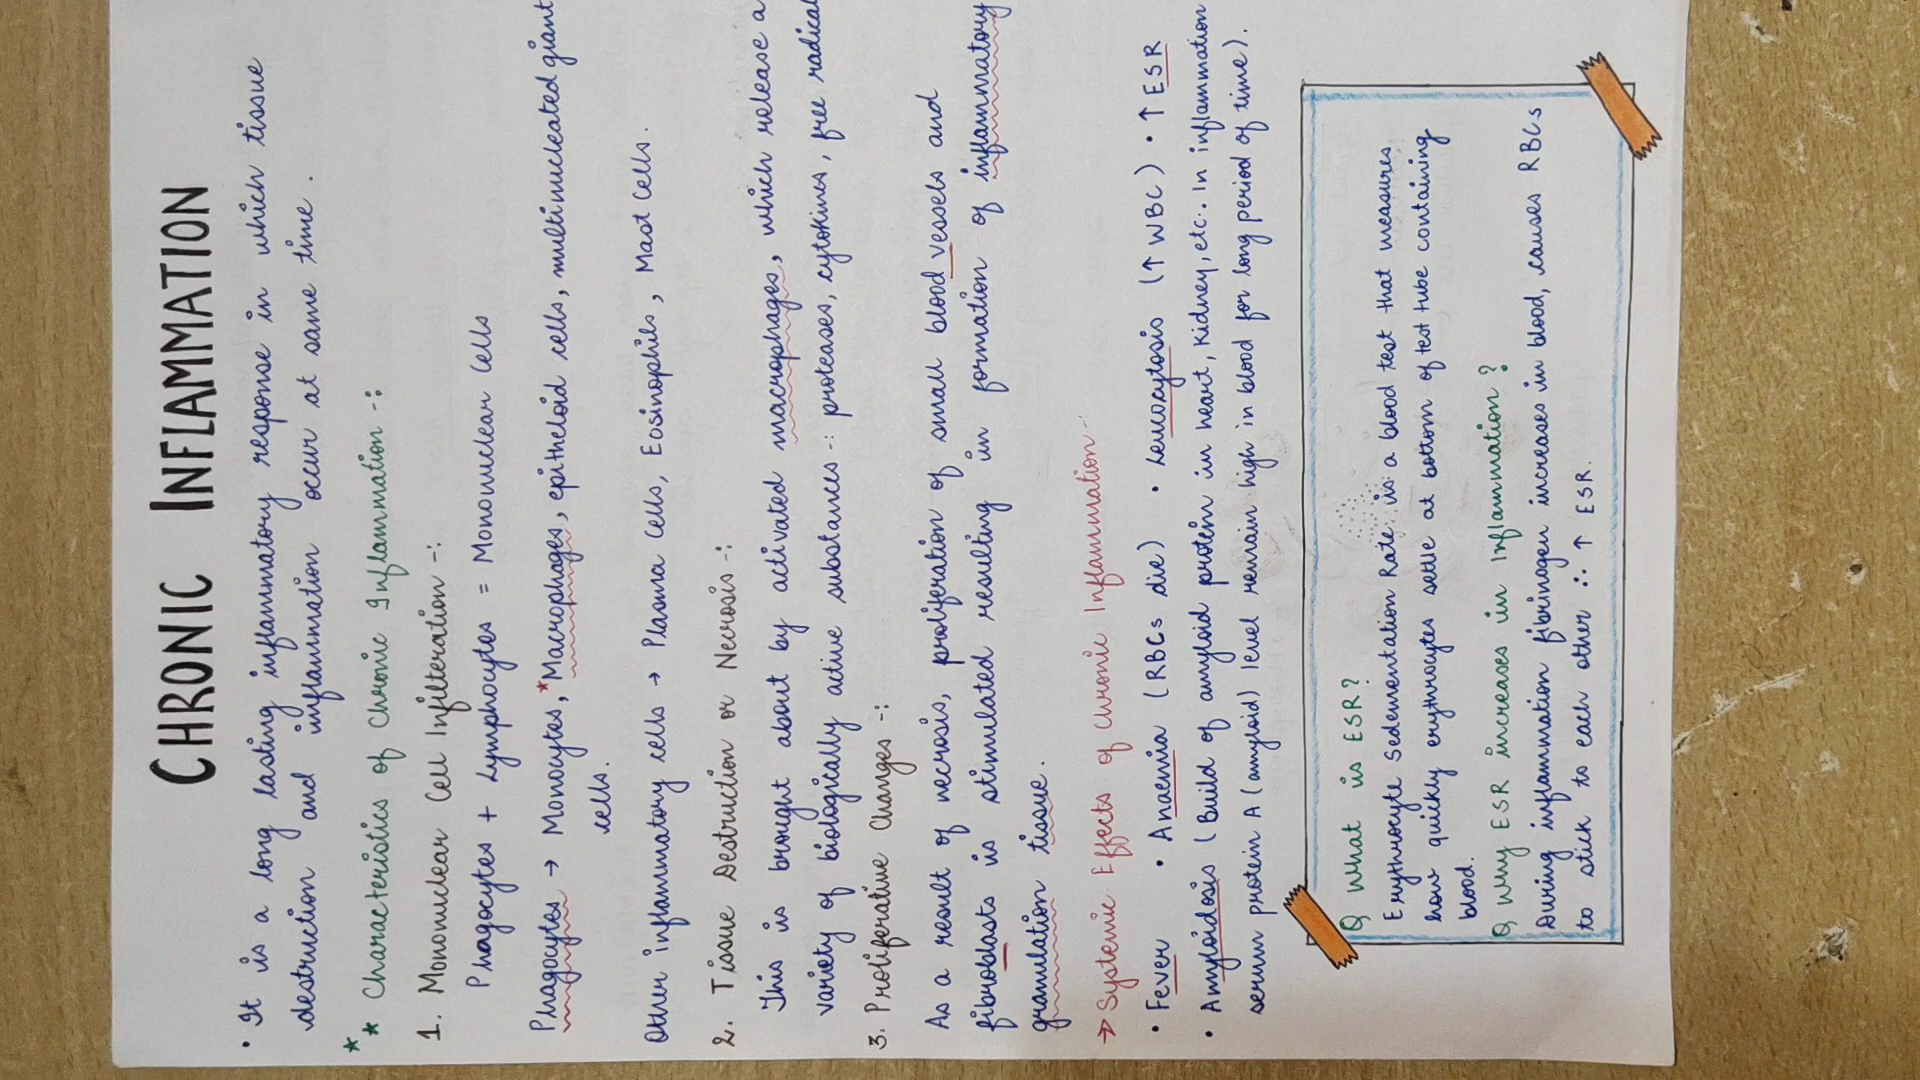 CHRONIC INFLAMMATION
• It is a long lasting inflammatory response in which tissue
destruction and inflammation occur at same time.
** Characteristics of Chronic Inflammation -:
1. Mononuclear Cell Infilteration -:
Phagocytes + Lymphocytes = Mononuclear Cells
Phagocytes → Monocytes, *Macrophages, epitheloid cells, multinucleated giant
cells.
Other inflammatory cells → Plasma Cells, Eosinophils, Mast Cells.
2. Tissue Destruction or Necrosis -:
This is brought about by activated macrophages, which release a
variety of biologically active substances -: proteases, cytokines, free radical
3. Proliferative Changes -:
As a result of necrosis, proliferation of small blood vessels and
fibroblasts is stimulated resulting in formation of inflammatory
granulation tissue.
→ Systemic Effects of Chronic Inflammation -:
• Fever • Anaemia (RBCs die) • Leucocytosis (↑ WBC) • ↑ ESR
• Amyloidosis (Build of amyloid protein in heart, kidney, etc.. In inflammation
serum protein A (amyloid) level remain high in blood for long period of time).
Q What is ESR?
Erythrocyte Sedementation Rate is a blood test that measures
how quickly erythrocytes settle at bottom of test tube containing
blood.
Q Why ESR increases in Inflammation?
During inflammation fibrinogen increases in blood, causes RBCs
to stick to each other ∴ ↑ ESR.